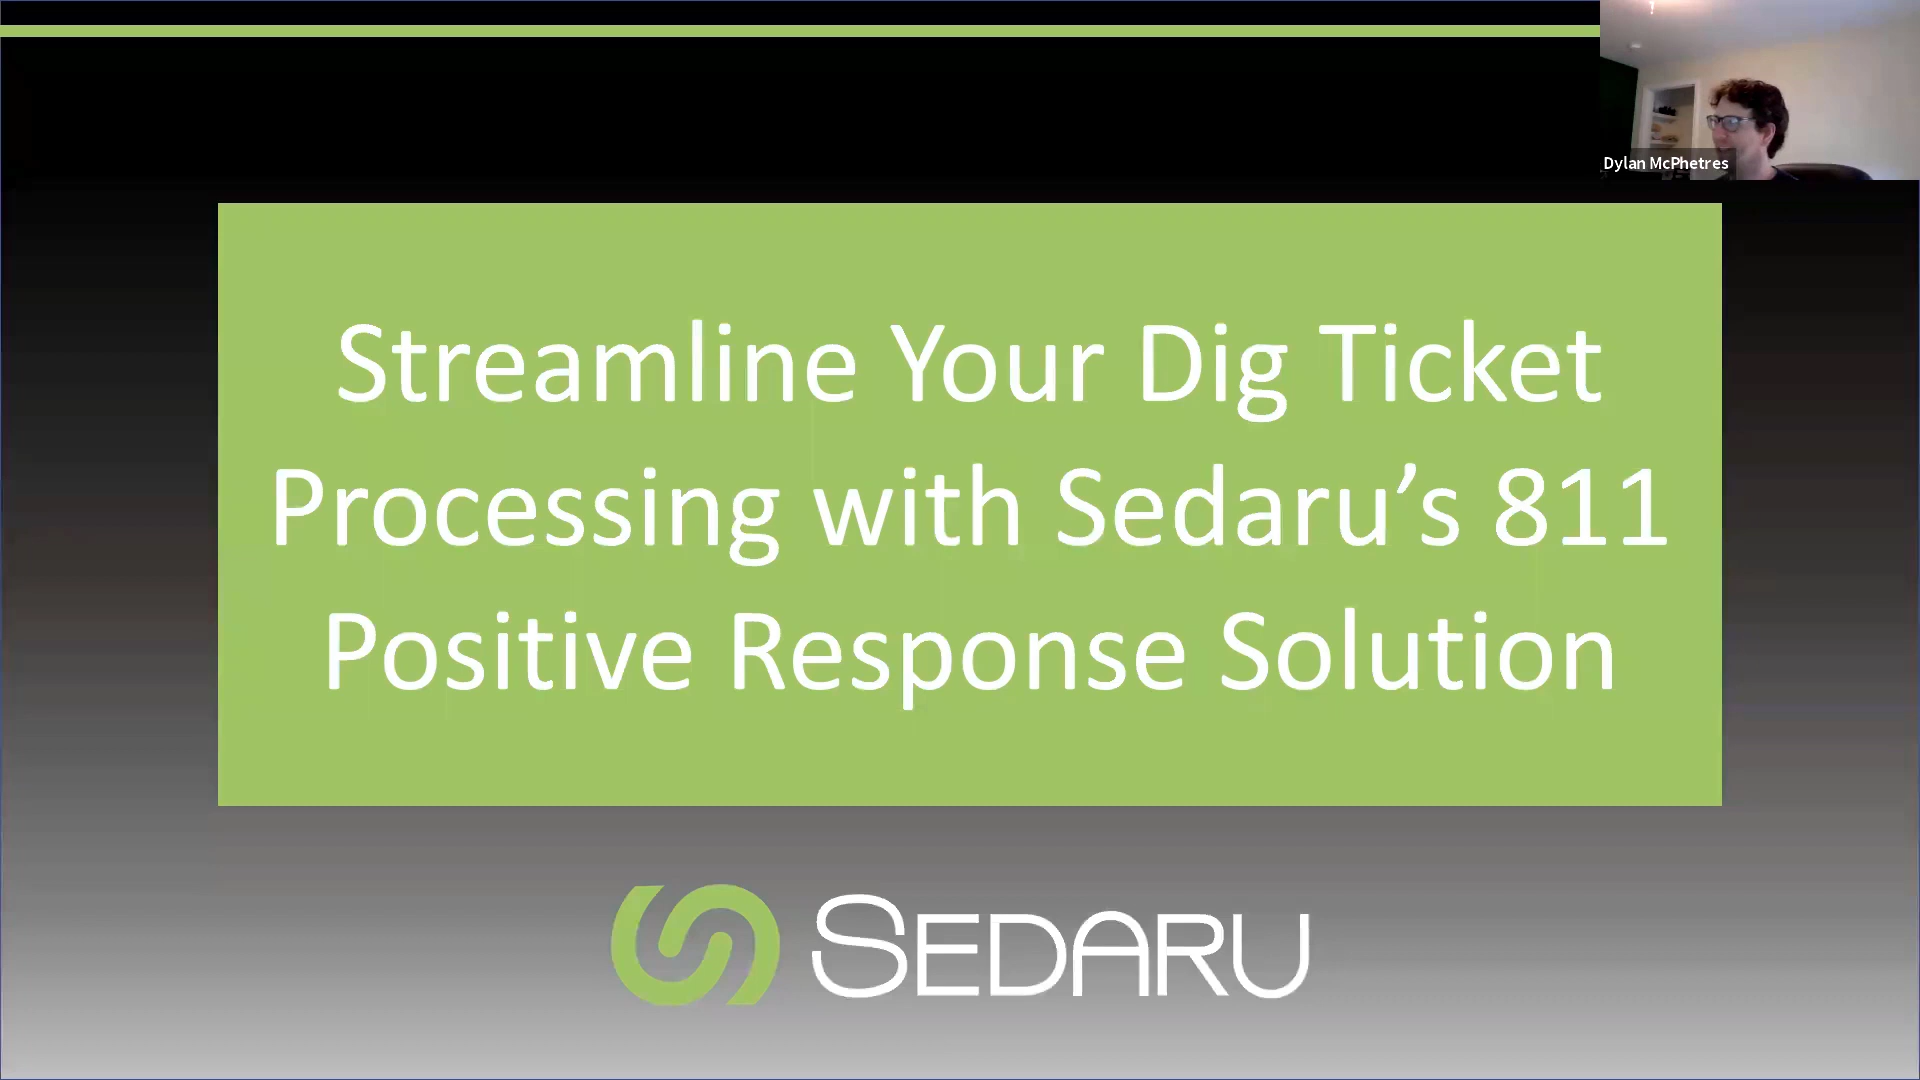 Dylan McPhetres
Streamline Your Dig Ticket
Processing with Sedaru’s 811
Positive Response Solution
SEDARU